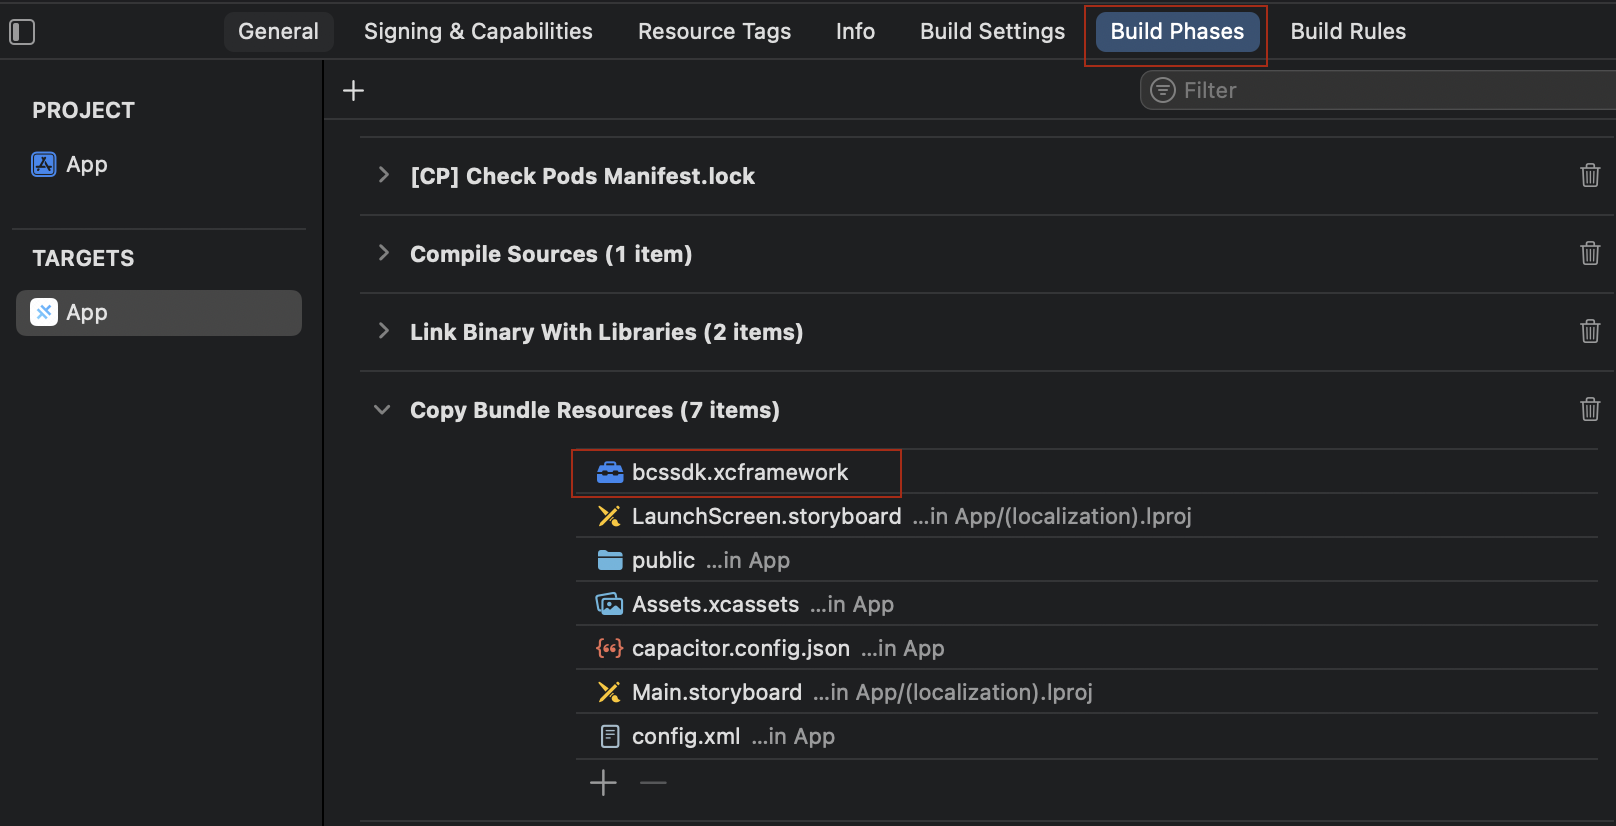 General Signing & Capabilities Resource Tags Info Build Settings Build Phases Build Rules
Filter
PROJECT
App
TARGETS
App
[CP] Check Pods Manifest.lock
Compile Sources (1 item)
Link Binary With Libraries (2 items)
Copy Bundle Resources (7 items)
bcssdk.xcframework
LaunchScreen.storyboard ...in App/(localization).lproj
public ...in App
Assets.xcassets ...in App
capacitor.config.json ...in App
Main.storyboard ...in App/(localization).lproj
config.xml ...in App